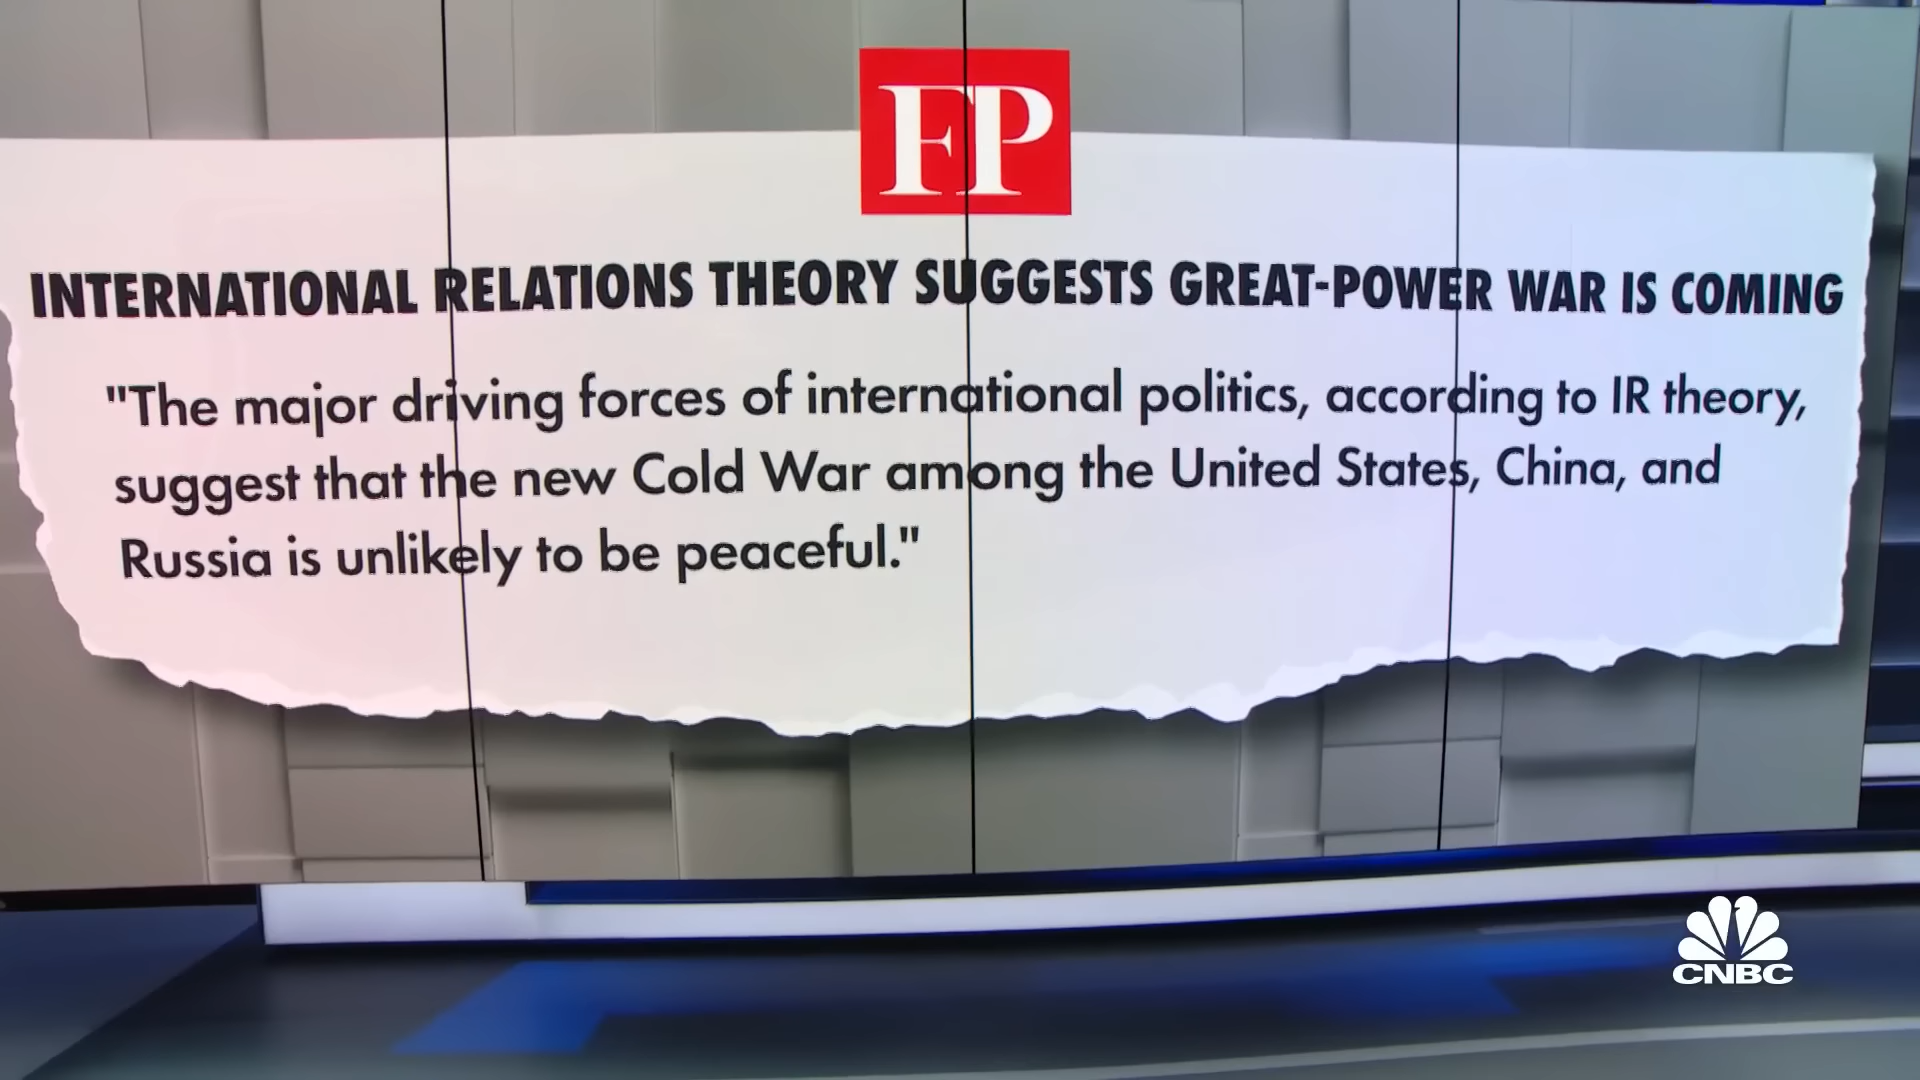 FP
INTERNATIONAL RELATIONS THEORY SUGGESTS GREAT-POWER WAR IS COMING
"The major driving forces of international politics, according to IR theory,
suggest that the new Cold War among the United States, China, and
Russia is unlikely to be peaceful."
CNBC